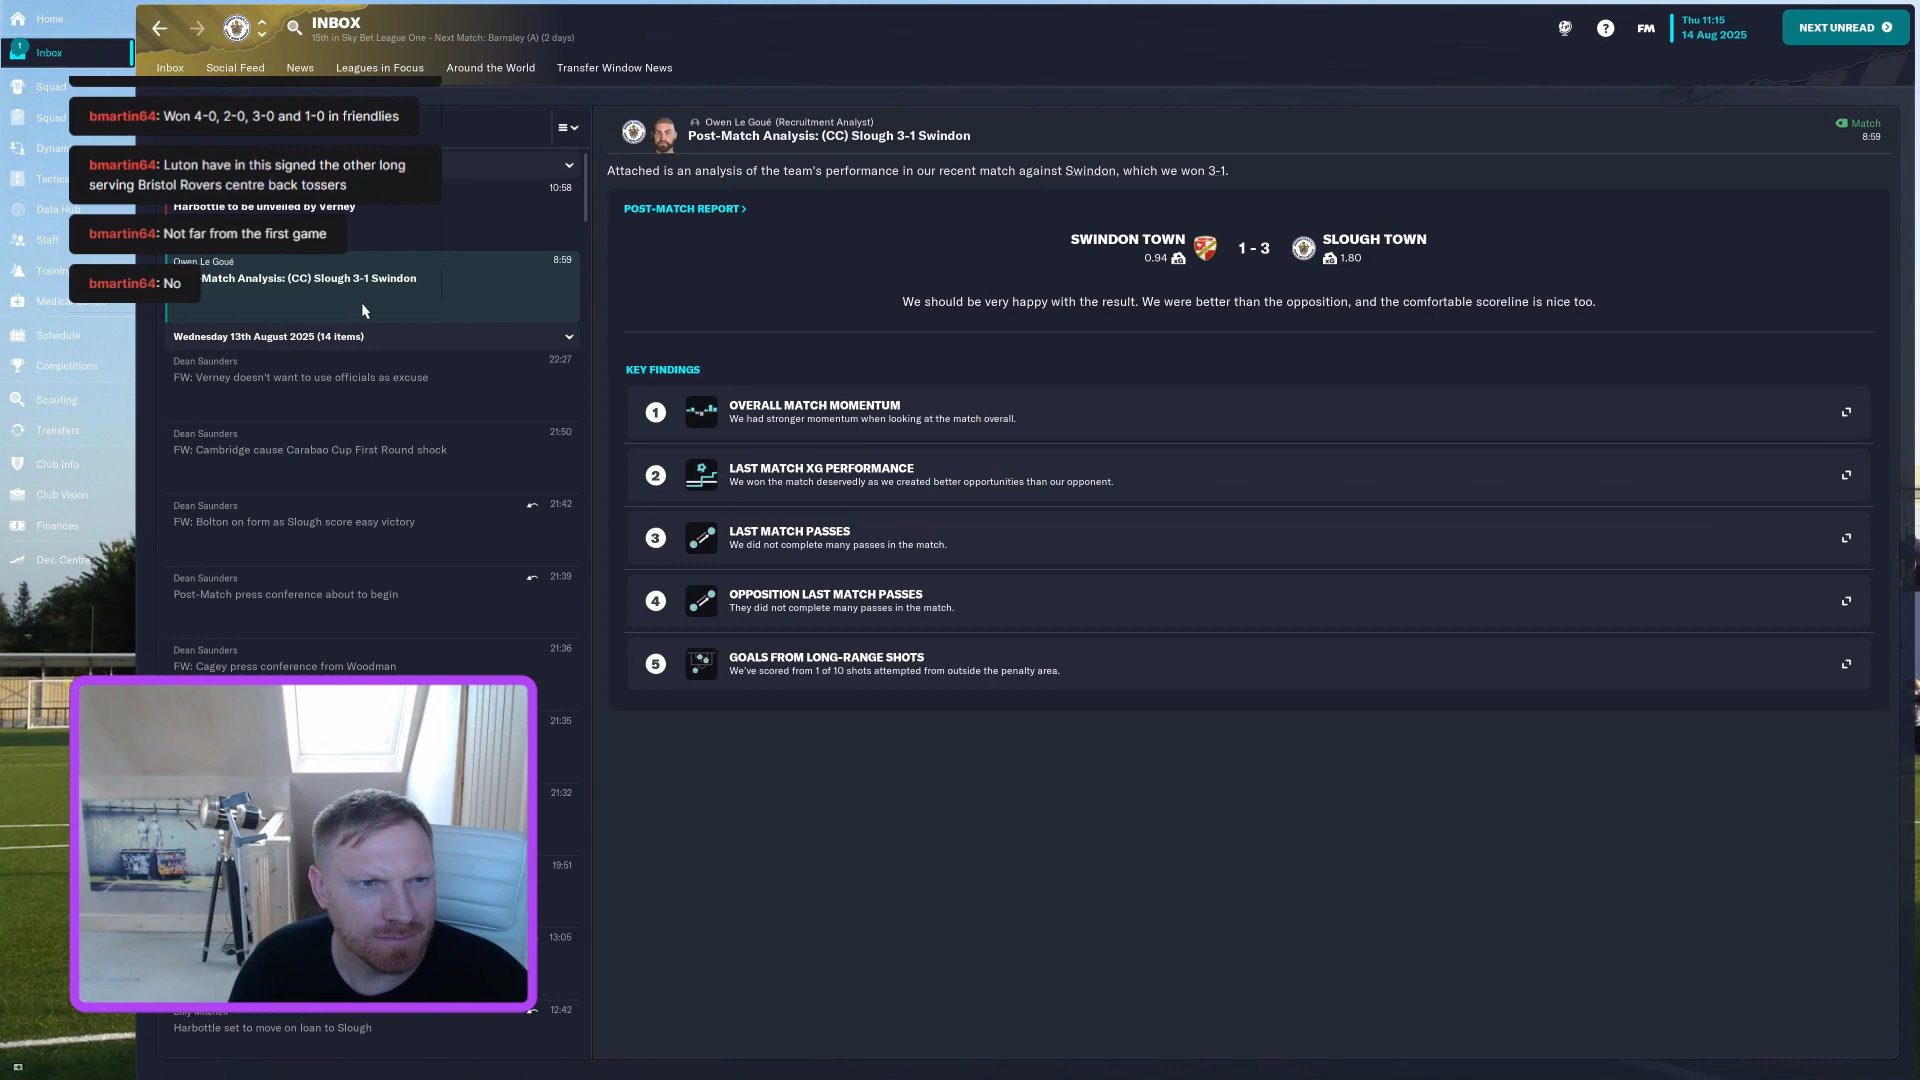 Home
1
Inbox
Squad
Squad
Dynam
Tactics
Data Hub
Staff
Trainin
Medical Centre
Schedule
Competitions
Scouting
Transfers
Club Info
Club Vision
Finances
Dev. Centre
INBOX
15th in Sky Bet League One - Next Match: Barnsley (A) (2 days)
Inbox Social Feed News Leagues in Focus Around the World Transfer Window News
FM
Thu 11:15
14 Aug 2025
NEXT UNREAD
bmartin64: Won 4-0, 2-0, 3-0 and 1-0 in friendlies
bmartin64: Luton have in this signed the other long
serving Bristol Rovers centre back tossers
bmartin64: Not far from the first game
bmartin64: No
10:58
Harbottle to be unveiled by Verney
Owen Le Goué 8:59
Match Analysis: (CC) Slough 3-1 Swindon
Wednesday 13th August 2025 (14 items)
Dean Saunders 22:27
FW: Verney doesn't want to use officials as excuse
Dean Saunders 21:50
FW: Cambridge cause Carabao Cup First Round shock
Dean Saunders 21:42
FW: Bolton on form as Slough score easy victory
Dean Saunders 21:39
Post-Match press conference about to begin
Dean Saunders 21:36
FW: Cagey press conference from Woodman
21:35
21:32
19:51
13:05
12:42
Harbottle set to move on loan to Slough
Owen Le Goué (Recruitment Analyst)
Post-Match Analysis: (CC) Slough 3-1 Swindon
Match
8:59
Attached is an analysis of the team's performance in our recent match against Swindon, which we won 3-1.
POST-MATCH REPORT
SWINDON TOWN 1 - 3 SLOUGH TOWN
0.94 xG xG 1.80
We should be very happy with the result. We were better than the opposition, and the comfortable scoreline is nice too.
KEY FINDINGS
1 OVERALL MATCH MOMENTUM
We had stronger momentum when looking at the match overall.
2 LAST MATCH XG PERFORMANCE
We won the match deservedly as we created better opportunities than our opponent.
3 LAST MATCH PASSES
We did not complete many passes in the match.
4 OPPOSITION LAST MATCH PASSES
They did not complete many passes in the match.
5 GOALS FROM LONG-RANGE SHOTS
We've scored from 1 of 10 shots attempted from outside the penalty area.